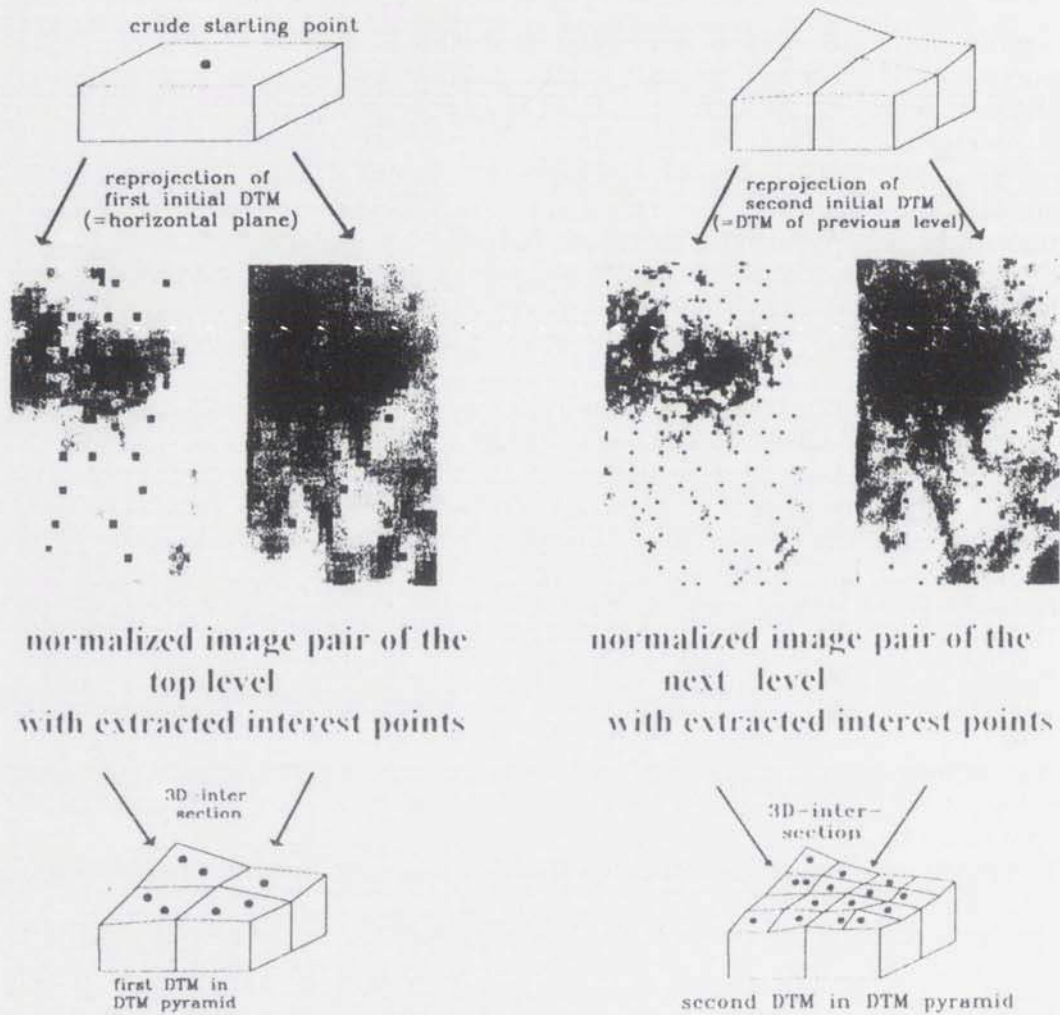 crude starting point
reprojection of
first initial DTM
(=horizontal plane)
normalized image pair of the
top level
with extracted interest points
3D-inter
section
first DTM in
DTM pyramid
reprojection of
second initial DTM
(=DTM of previous level)
normalized image pair of the
next level
with extracted interest points
3D-inter-
section
second DTM in DTM pyramid